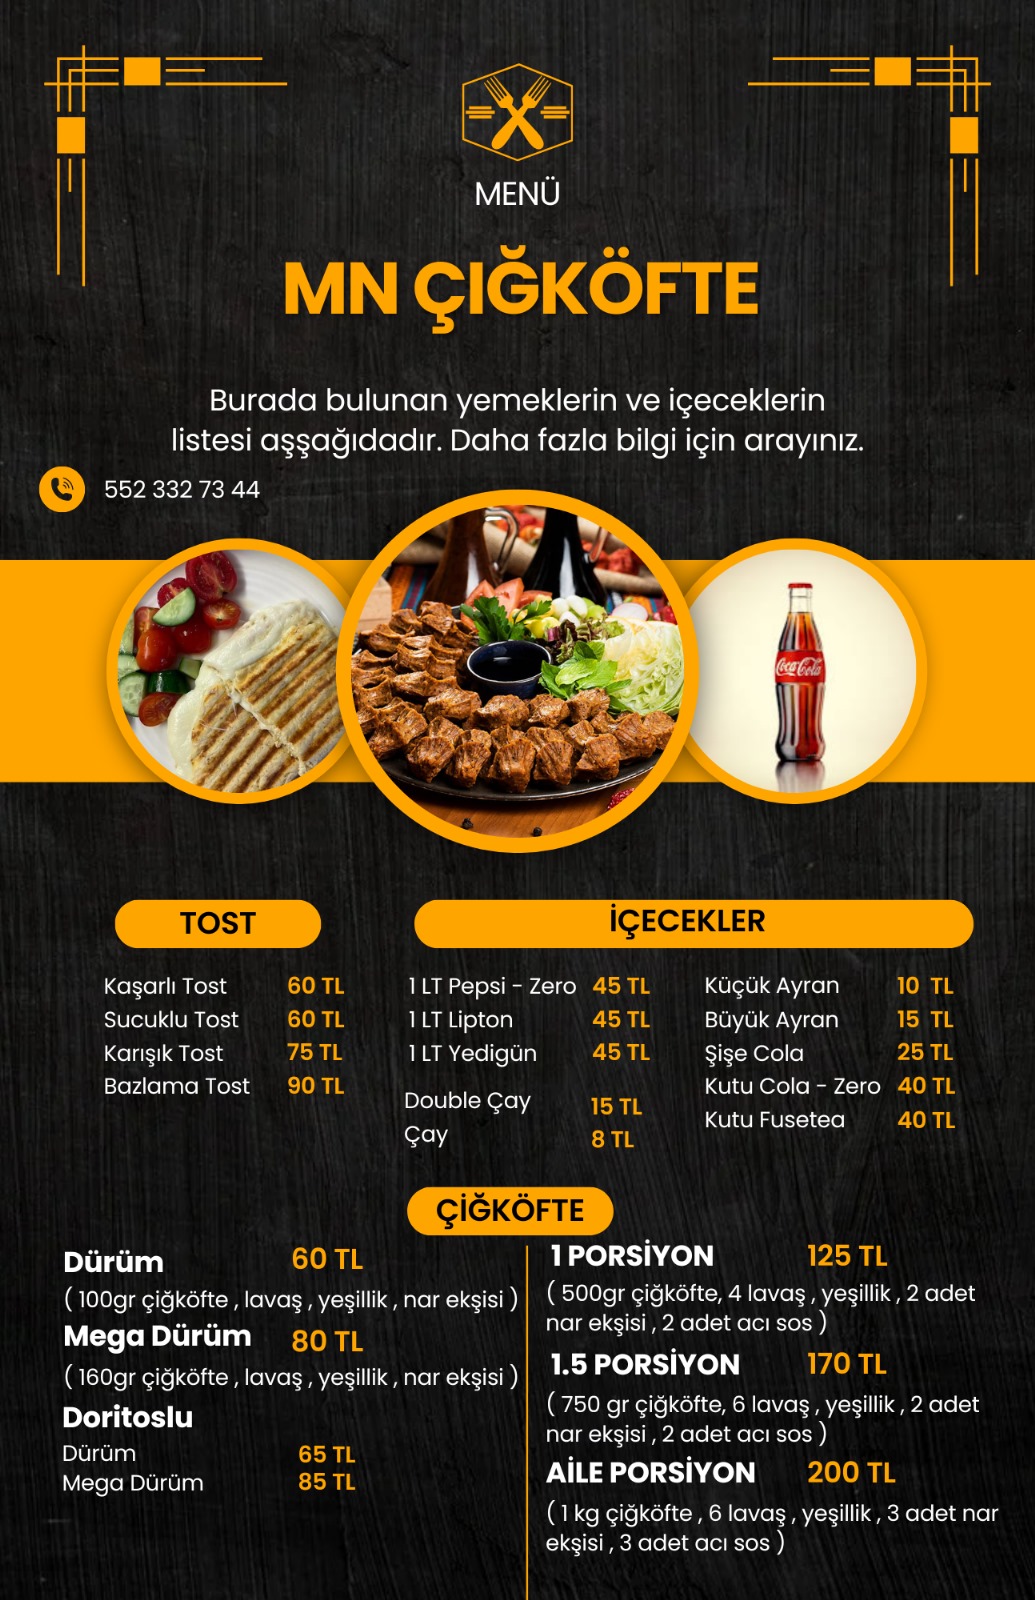 MENÜ
MN ÇIĞKÖFTE
Burada bulunan yemeklerin ve içeceklerin
listesi aşşağıdadır. Daha fazla bilgi için arayınız.
552 332 73 44
Coca-Cola
TOST
Kaşarlı Tost 60 TL
Sucuklu Tost 60 TL
Karışık Tost 75 TL
Bazlama Tost 90 TL
İÇECEKLER
1 LT Pepsi - Zero 45 TL
1 LT Lipton 45 TL
1 LT Yedigün 45 TL
Double Çay 15 TL
Çay 8 TL
Küçük Ayran 10 TL
Büyük Ayran 15 TL
Şişe Cola 25 TL
Kutu Cola - Zero 40 TL
Kutu Fusetea 40 TL
ÇİĞKÖFTE
Dürüm 60 TL
( 100gr çiğköfte , lavaş , yeşillik , nar ekşisi )
Mega Dürüm 80 TL
( 160gr çiğköfte , lavaş , yeşillik , nar ekşisi )
Doritoslu
Dürüm 65 TL
Mega Dürüm 85 TL
1 PORSİYON 125 TL
( 500gr çiğköfte, 4 lavaş , yeşillik , 2 adet
nar ekşisi , 2 adet acı sos )
1.5 PORSİYON 170 TL
( 750 gr çiğköfte, 6 lavaş , yeşillik , 2 adet
nar ekşisi , 2 adet acı sos )
AİLE PORSİYON 200 TL
( 1 kg çiğköfte , 6 lavaş , yeşillik , 3 adet nar
ekşisi , 3 adet acı sos )